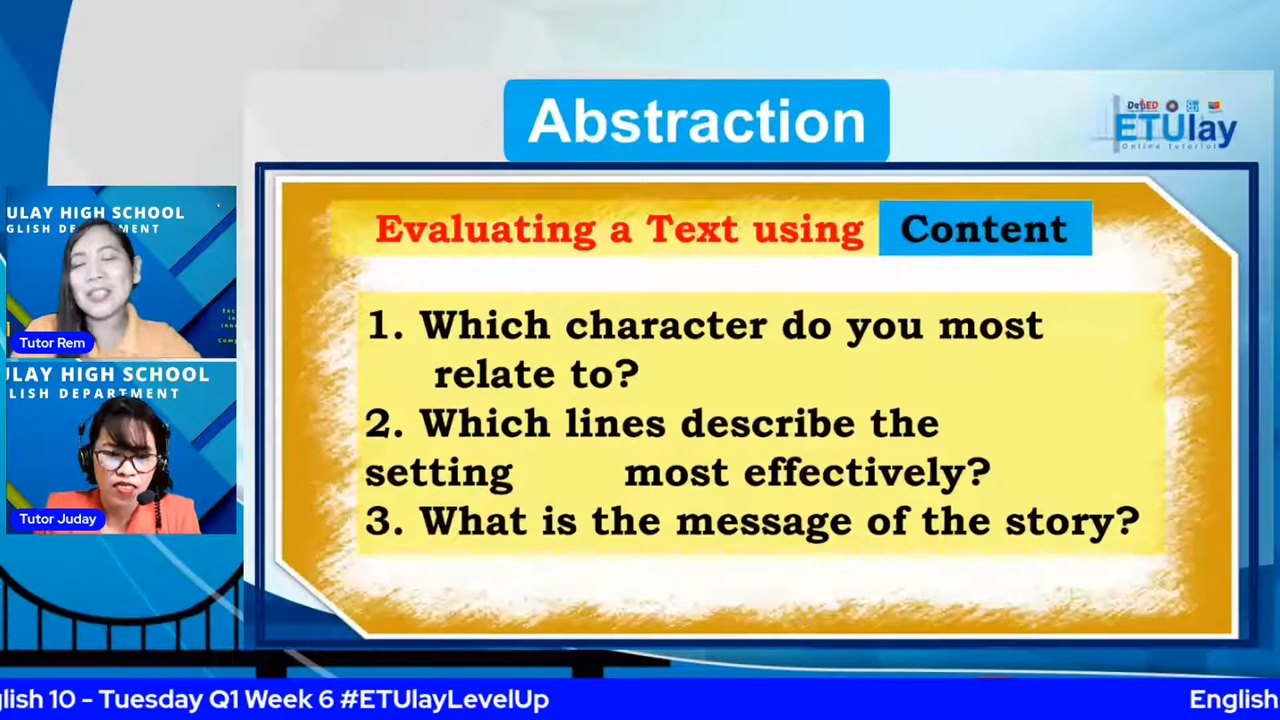 Abstraction
DepED
ETUlay
Online Tutorial
Evaluating a Text using Content
1. Which character do you most
relate to?
2. Which lines describe the
setting most effectively?
3. What is the message of the story?
ULAY HIGH SCHOOL
GLISH DE MENT
Tutor Rem
ULAY HIGH SCHOOL
LISH DEPARTMENT
Tutor Juday
glish 10 - Tuesday Q1 Week 6 #ETUlayLevelUp
English